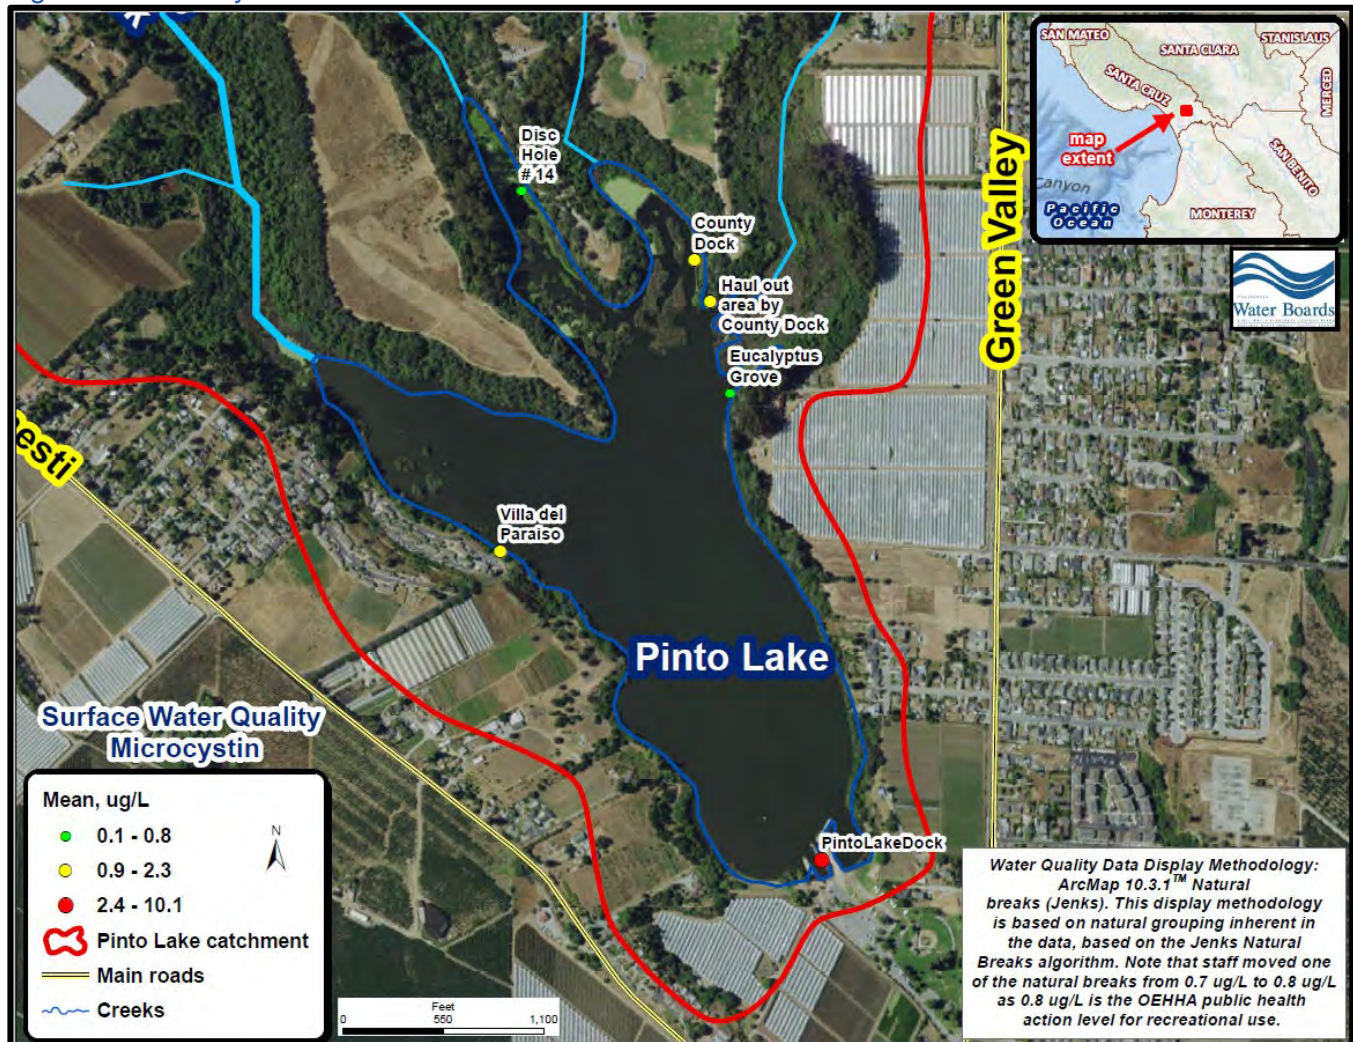 Disc
Hole
# 14
County
Dock
Haul out
area by
County Dock
Eucalyptus
Grove
Villa del
Paraiso
Pinto Lake
PintoLakeDock
Green Valley
esti
SAN MATEO
SANTA CLARA
STANISLAUS
SANTA CRUZ
MERCED
map
extent
SAN BENITO
Canyon
Pacific
Ocean
MONTEREY
Water Boards
Surface Water Quality
Microcystin
Mean, ug/L
0.1 - 0.8
0.9 - 2.3
2.4 - 10.1
Pinto Lake catchment
Main roads
Creeks
N
Feet
0 550 1,100
Water Quality Data Display Methodology:
ArcMap 10.3.1™ Natural
breaks (Jenks). This display methodology
is based on natural grouping inherent in
the data, based on the Jenks Natural
Breaks algorithm. Note that staff moved one
of the natural breaks from 0.7 ug/L to 0.8 ug/L
as 0.8 ug/L is the OEHHA public health
action level for recreational use.